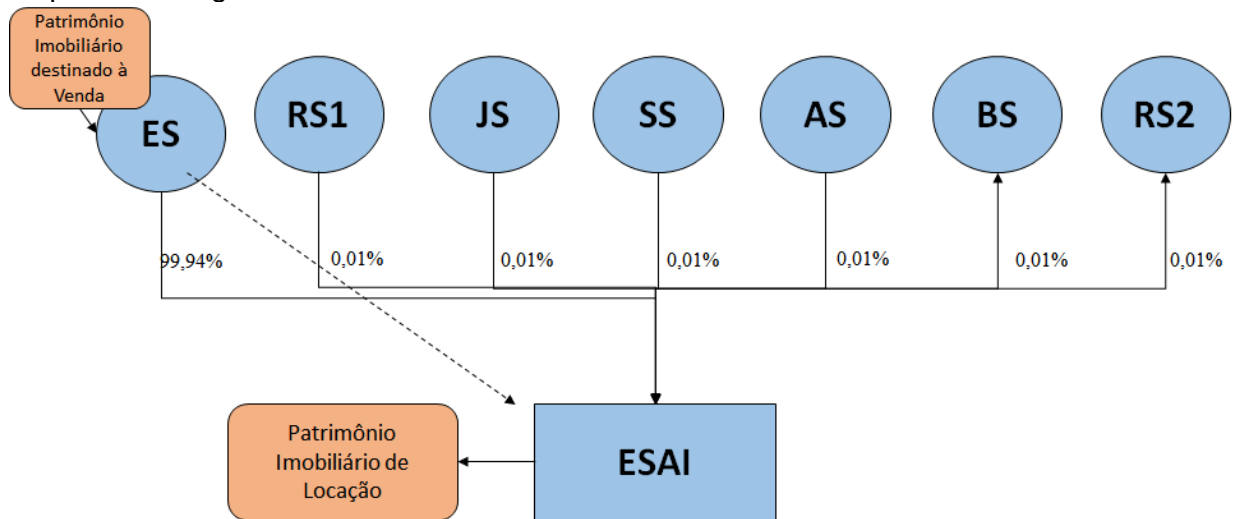 Patrimônio
Imobiliário
destinado à
Venda
ES
RS1
JS
SS
AS
BS
RS2
99,94%
0,01%
0,01%
0,01%
0,01%
0,01%
0,01%
Patrimônio
Imobiliário de
Locação
ESAI